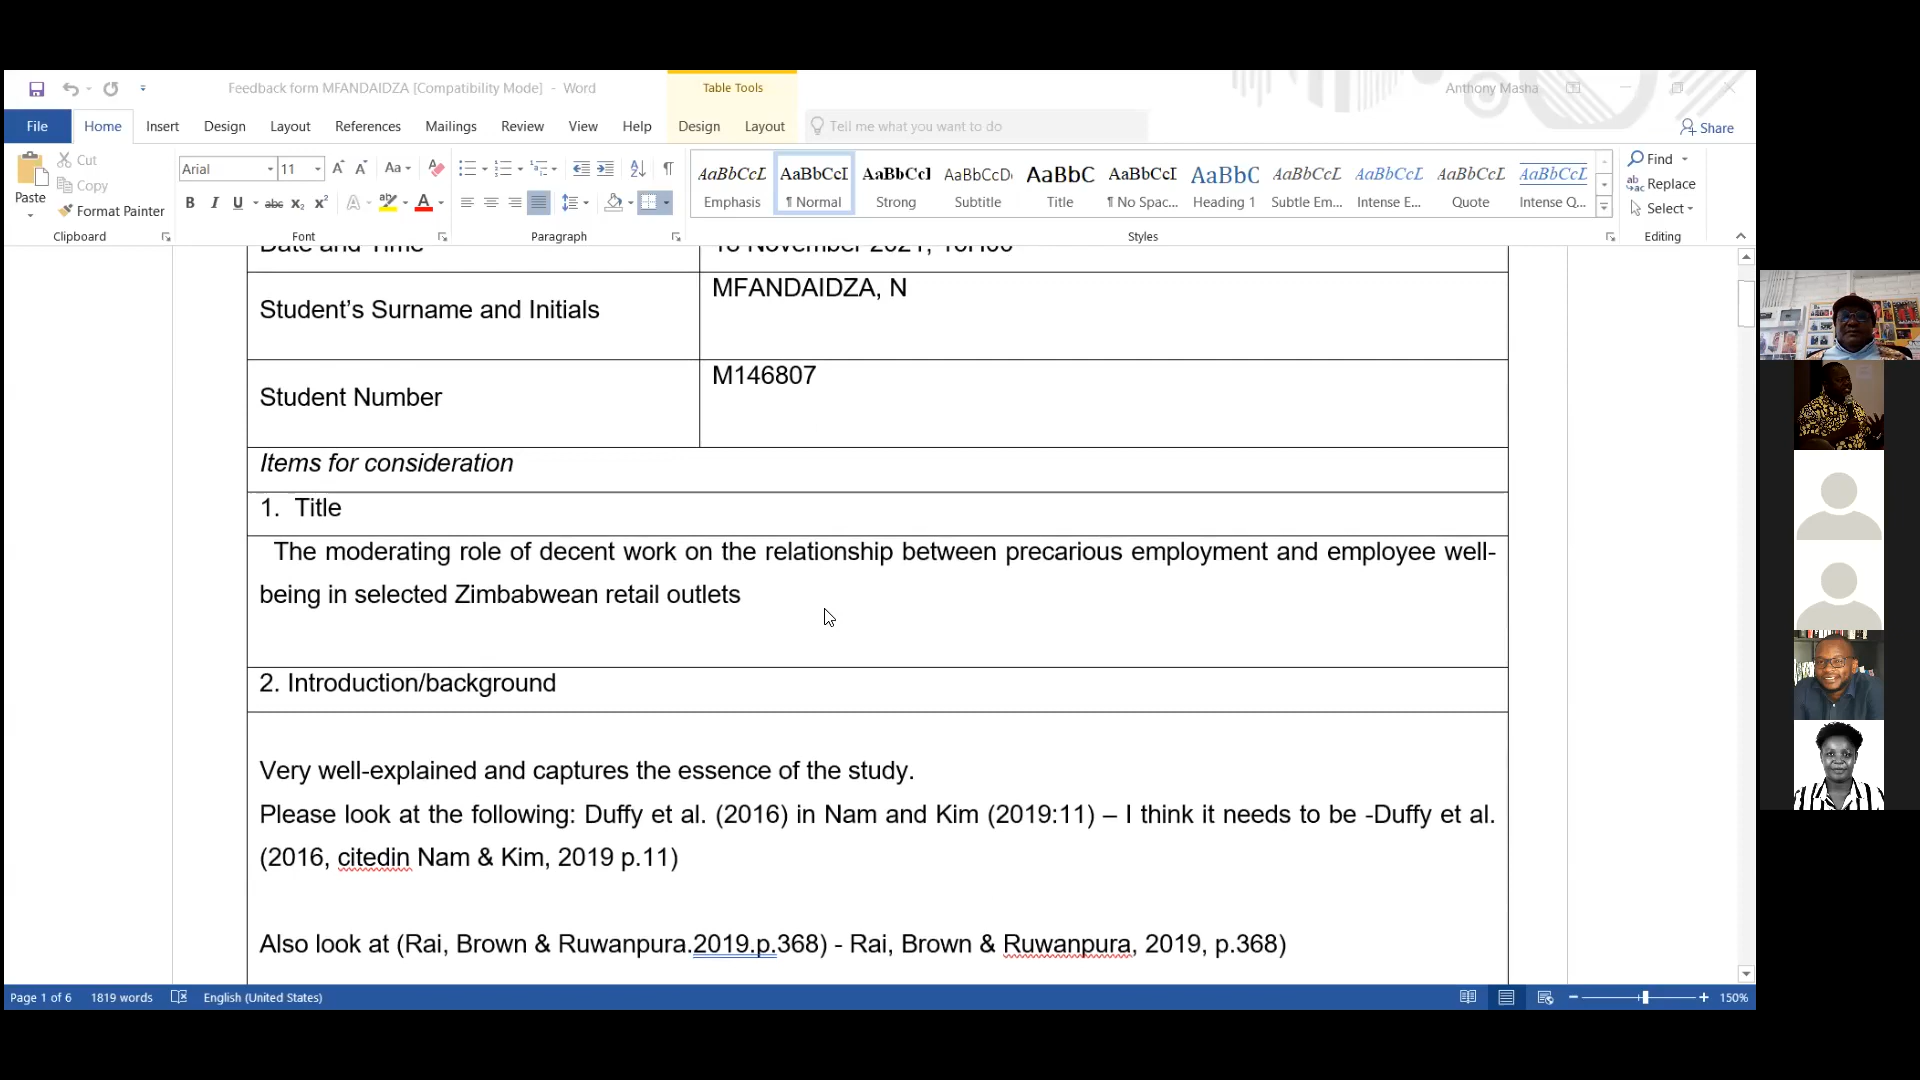 Feedback form MFANDAIDZA [Compatibility Mode] - Word
Table Tools
Anthony Masha
File Home Insert Design Layout References Mailings Review View Help Design Layout Tell me what you want to do Share
Paste
Cut
Copy
Format Painter
Clipboard
Arial 11
Font
Paragraph
AaBbCcL AaBbCcI AaBbCcI AaBbCcD AaBbC AaBbCcI AaBbC AaBbCcL AaBbCcL AaBbCcL AaBbCcL
Emphasis ¶ Normal Strong Subtitle Title ¶ No Spac... Heading 1 Subtle Em... Intense E... Quote Intense Q...
Styles
Find
Replace
Select
Editing
Date and Time 18 November 2021, 16H00
Student's Surname and Initials MFANDAIDZA, N
Student Number M146807
Items for consideration
1. Title
The moderating role of decent work on the relationship between precarious employment and employee well-
being in selected Zimbabwean retail outlets
2. Introduction/background
Very well-explained and captures the essence of the study.
Please look at the following: Duffy et al. (2016) in Nam and Kim (2019:11) – I think it needs to be -Duffy et al.
(2016, citedin Nam & Kim, 2019 p.11)
Also look at (Rai, Brown & Ruwanpura.2019.p.368) - Rai, Brown & Ruwanpura, 2019, p.368)
Page 1 of 6 1819 words English (United States) 150%